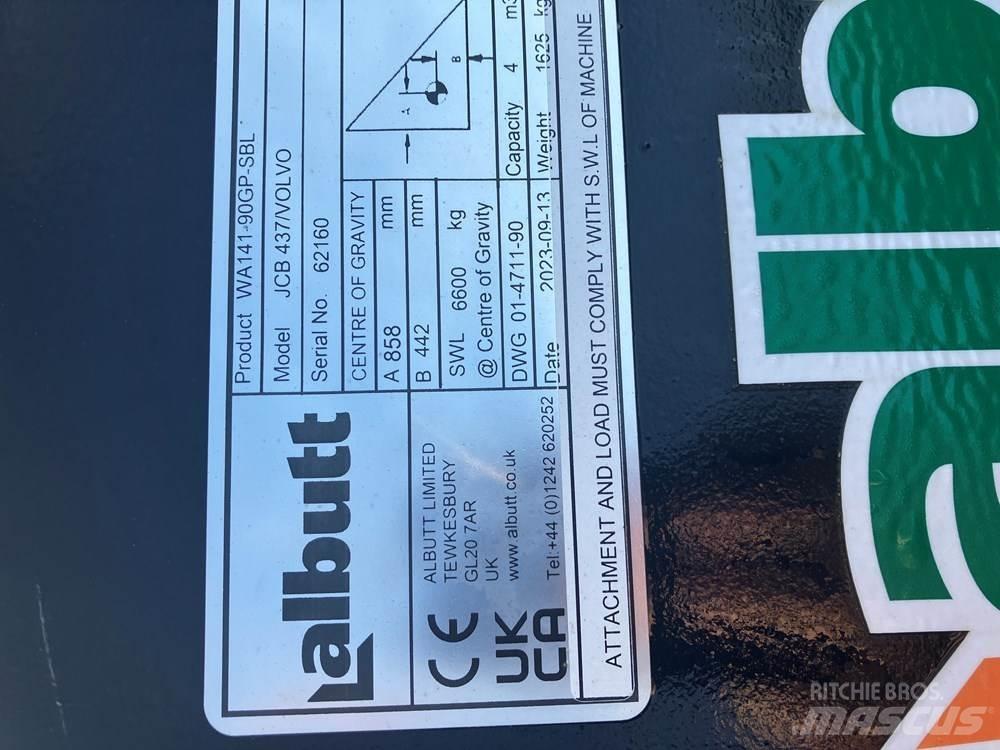 albutt
Product WA141-90GP-SBL
Model JCB 437/VOLVO
Serial No. 62160
CENTRE OF GRAVITY
A 858 mm
B 442 mm
SWL 6600 kg
@ Centre of Gravity
A
B
DWG 01-4711-90 Capacity 4 m3
Date 2023-09-13 Weight 1625 kg
CE
UK
CA
ALBUTT LIMITED
TEWKESBURY
GL20 7AR
UK
www.albutt.co.uk
Tel:+44 (0)1242 620252
ATTACHMENT AND LOAD MUST COMPLY WITH S.W.L OF MACHINE
alb
RITCHIE BROS.
MASCUS